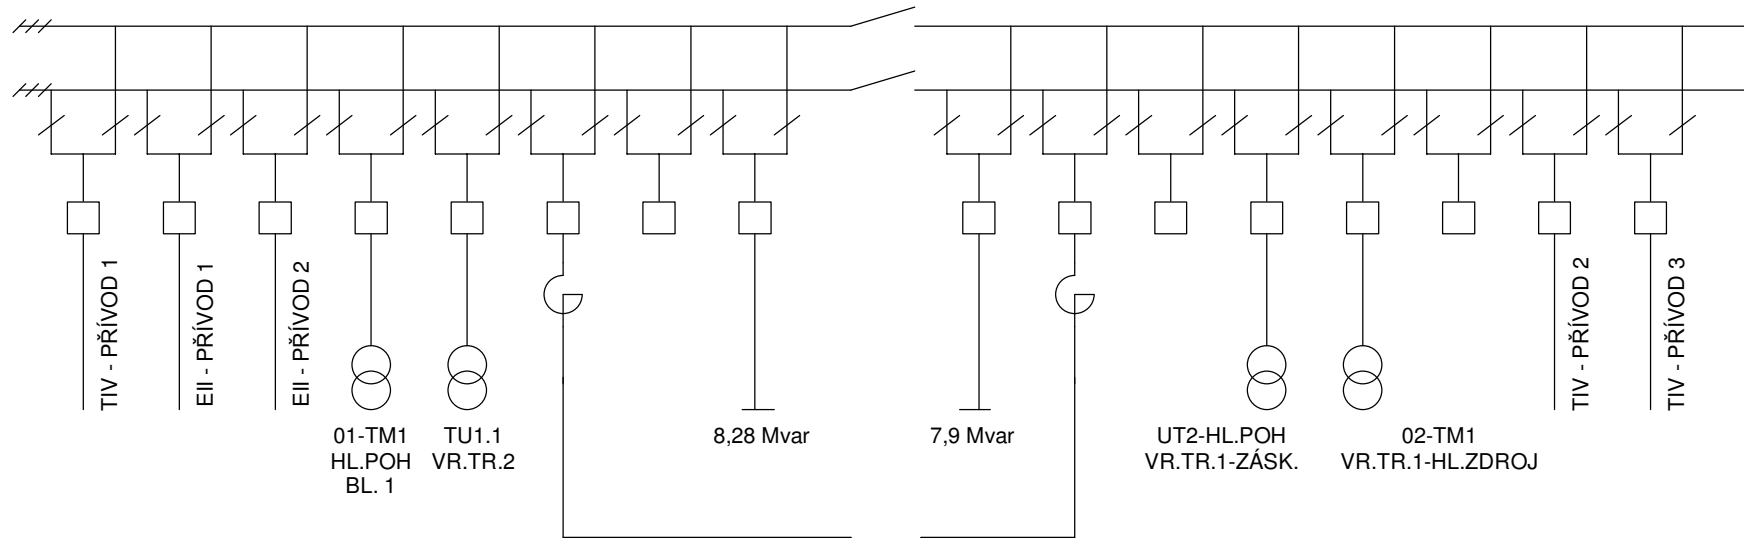 TIV - PŘÍVOD 1
EII - PŘÍVOD 1
EII - PŘÍVOD 2
01-TM1
HL.POH
BL. 1
TU1.1
VR.TR.2
8,28 Mvar
7,9 Mvar
UT2-HL.POH
VR.TR.1-ZÁSK.
02-TM1
VR.TR.1-HL.ZDROJ
TIV - PŘÍVOD 2
TIV - PŘÍVOD 3